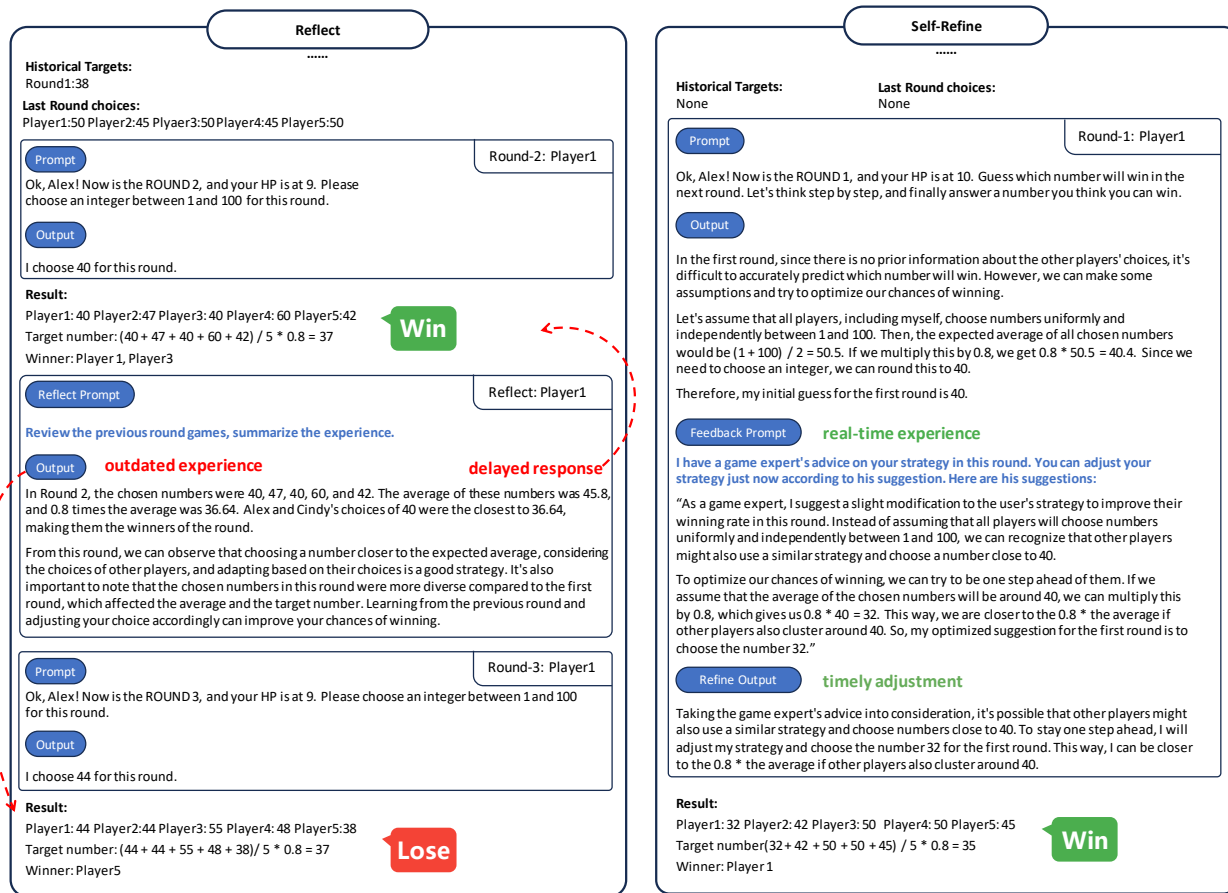 Reflect
......
Historical Targets:
Round1:38
Last Round choices:
Player1:50 Player2:45 Plyaer3:50 Player4:45 Player5:50
Prompt
Round-2: Player1
Ok, Alex! Now is the ROUND 2, and your HP is at 9. Please
choose an integer between 1 and 100 for this round.
Output
I choose 40 for this round.
Result:
Player1: 40 Player2:47 Player3: 40 Player4: 60 Player5:42
Target number: (40 + 47 + 40 + 60 + 42) / 5 * 0.8 = 37
Winner: Player 1, Player3
Win
Reflect Prompt
Reflect: Player1
Review the previous round games, summarize the experience.
Output
outdated experience
delayed response
In Round 2, the chosen numbers were 40, 47, 40, 60, and 42. The average of these numbers was 45.8,
and 0.8 times the average was 36.64. Alex and Cindy's choices of 40 were the closest to 36.64,
making them the winners of the round.
From this round, we can observe that choosing a number closer to the expected average, considering
the choices of other players, and adapting based on their choices is a good strategy. It's also
important to note that the chosen numbers in this round were more diverse compared to the first
round, which affected the average and the target number. Learning from the previous round and
adjusting your choice accordingly can improve your chances of winning.
Prompt
Round-3: Player1
Ok, Alex! Now is the ROUND 3, and your HP is at 9. Please choose an integer between 1 and 100
for this round.
Output
I choose 44 for this round.
Result:
Player1: 44 Player2:44 Player3: 55 Player4: 48 Player5:38
Target number: (44 + 44 + 55 + 48 + 38)/ 5 * 0.8 = 37
Winner: Player5
Lose
Self-Refine
......
Historical Targets:
None
Last Round choices:
None
Prompt
Round-1: Player1
Ok, Alex! Now is the ROUND 1, and your HP is at 10. Guess which number will win in the
next round. Let's think step by step, and finally answer a number you think you can win.
Output
In the first round, since there is no prior information about the other players' choices, it's
difficult to accurately predict which number will win. However, we can make some
assumptions and try to optimize our chances of winning.
Let's assume that all players, including myself, choose numbers uniformly and
independently between 1 and 100. Then, the expected average of all chosen numbers
would be (1 + 100) / 2 = 50.5. If we multiply this by 0.8, we get 0.8 * 50.5 = 40.4. Since we
need to choose an integer, we can round this to 40.
Therefore, my initial guess for the first round is 40.
Feedback Prompt
real-time experience
I have a game expert's advice on your strategy in this round. You can adjust your
strategy just now according to his suggestion. Here are his suggestions:
“As a game expert, I suggest a slight modification to the user's strategy to improve their
winning rate in this round. Instead of assuming that all players will choose numbers
uniformly and independently between 1 and 100, we can recognize that other players
might also use a similar strategy and choose a number close to 40.
To optimize our chances of winning, we can try to be one step ahead of them. If we
assume that the average of the chosen numbers will be around 40, we can multiply this
by 0.8, which gives us 0.8 * 40 = 32. This way, we are closer to the 0.8 * the average if
other players also cluster around 40. So, my optimized suggestion for the first round is to
choose the number 32.”
Refine Output
timely adjustment
Taking the game expert's advice into consideration, it's possible that other players might
also use a similar strategy and choose numbers close to 40. To stay one step ahead, I will
adjust my strategy and choose the number 32 for the first round. This way, I can be closer
to the 0.8 * the average if other players also cluster around 40.
Result:
Player1: 32 Player2: 42 Player3: 50 Player4: 50 Player5: 45
Target number(32+ 42 + 50 + 50 + 45) / 5 * 0.8 = 35
Winner: Player 1
Win